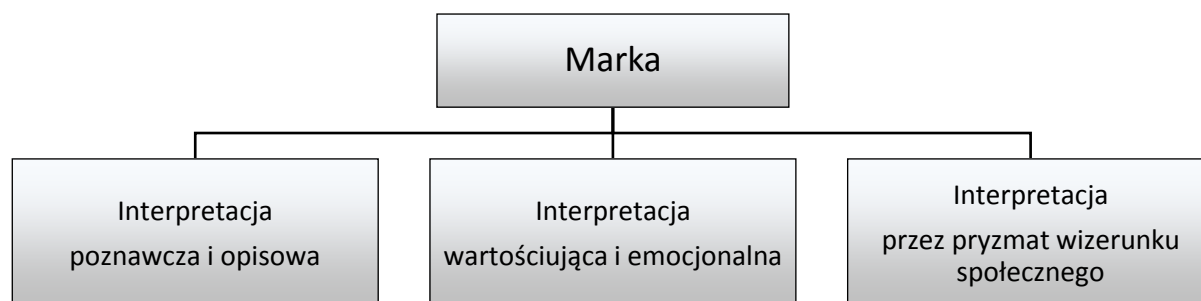 Marka
Interpretacja
poznawcza i opisowa
Interpretacja
wartościująca i emocjonalna
Interpretacja
przez pryzmat wizerunku
społecznego